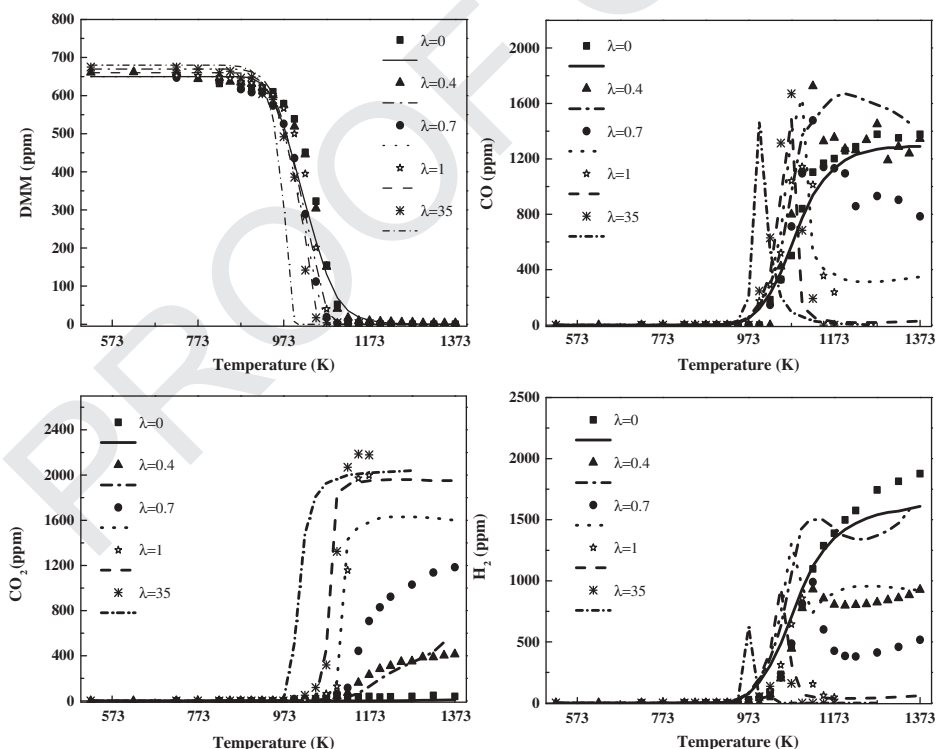 PROOF
800
700
600
500
400
300
200
100
0
DMM (ppm)
573 773 973 1173 1373
Temperature (K)
λ=0
λ=0.4
λ=0.7
λ=1
λ=35
2000
1600
1200
800
400
0
CO (ppm)
573 773 973 1173 1373
Temperature (K)
λ=0
λ=0.4
λ=0.7
λ=1
λ=35
2400
2000
1600
1200
800
400
0
CO₂ (ppm)
573 773 973 1173 1373
Temperature (K)
λ=0
λ=0.4
λ=0.7
λ=1
λ=35
2500
2000
1500
1000
500
0
H₂ (ppm)
573 773 973 1173 1373
Temperature (K)
λ=0
λ=0.4
λ=0.7
λ=1
λ=35